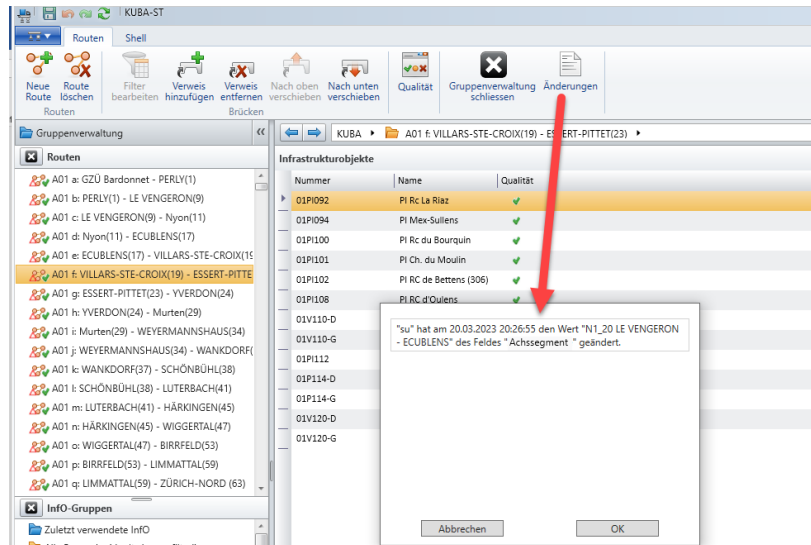 KUBA-ST
Routen Shell
Neue Route
Route löschen
Filter bearbeiten
Verweis hinzufügen
Verweis entfernen
Nach oben verschieben
Nach unten verschieben
Qualität
Gruppenverwaltung schliessen
Änderungen
Routen
Brücken
Gruppenverwaltung
KUBA A01 f: VILLARS-STE-CROIX(19) - ESSERT-PITTET(23)
Routen
A01 a: GZÜ Bardonnet - PERLY(1)
A01 b: PERLY(1) - LE VENGERON(9)
A01 c: LE VENGERON(9) - Nyon(11)
A01 d: Nyon(11) - ECUBLENS(17)
A01 e: ECUBLENS(17) - VILLARS-STE-CROIX(19
A01 f: VILLARS-STE-CROIX(19) - ESSERT-PITTE
A01 g: ESSERT-PITTET(23) - YVERDON(24)
A01 h: YVERDON(24) - Murten(29)
A01 i: Murten(29) - WEYERMANNSHAUS(34)
A01 j: WEYERMANNSHAUS(34) - WANKDORF(
A01 k: WANKDORF(37) - SCHÖNBÜHL(38)
A01 l: SCHÖNBÜHL(38) - LUTERBACH(41)
A01 m: LUTERBACH(41) - HÄRKINGEN(45)
A01 n: HÄRKINGEN(45) - WIGGERTAL(47)
A01 o: WIGGERTAL(47) - BIRRFELD(53)
A01 p: BIRRFELD(53) - LIMMATTAL(59)
A01 q: LIMMATTAL(59) - ZÜRICH-NORD (63)
InfO-Gruppen
Zuletzt verwendete InfO
Infrastrukturobjekte
Nummer Name Qualität
01PI092 PI Rc La Riaz
01PI094 PI Mex-Sullens
01PI100 PI Rc du Bourquin
01PI101 PI Ch. du Moulin
01PI102 PI RC de Bettens (306)
01PI108 PI RC d'Oulens
01V110-D
01V110-G
01PI112
01P114-D
01P114-G
01V120-D
01V120-G
"su" hat am 20.03.2023 20:26:55 den Wert "N1_20 LE VENGERON
- ECUBLENS" des Feldes " Achssegment " geändert.
Abbrechen OK